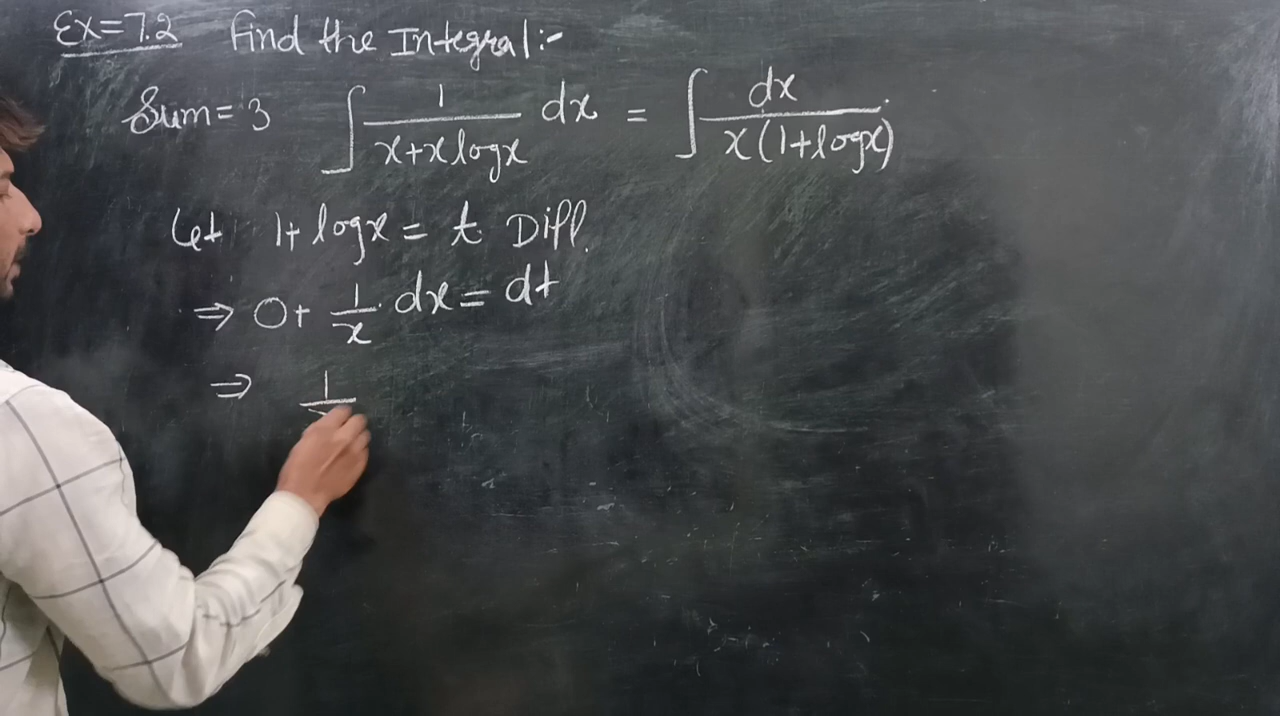 Ex=7.2 Find the Integral:-
Sum=3 ∫ 1/(x+x logx) dx = ∫ dx/(x(1+logx))
Let 1+logx = t Diff.
⇒ 0+ 1/x . dx = dt
⇒ 1/